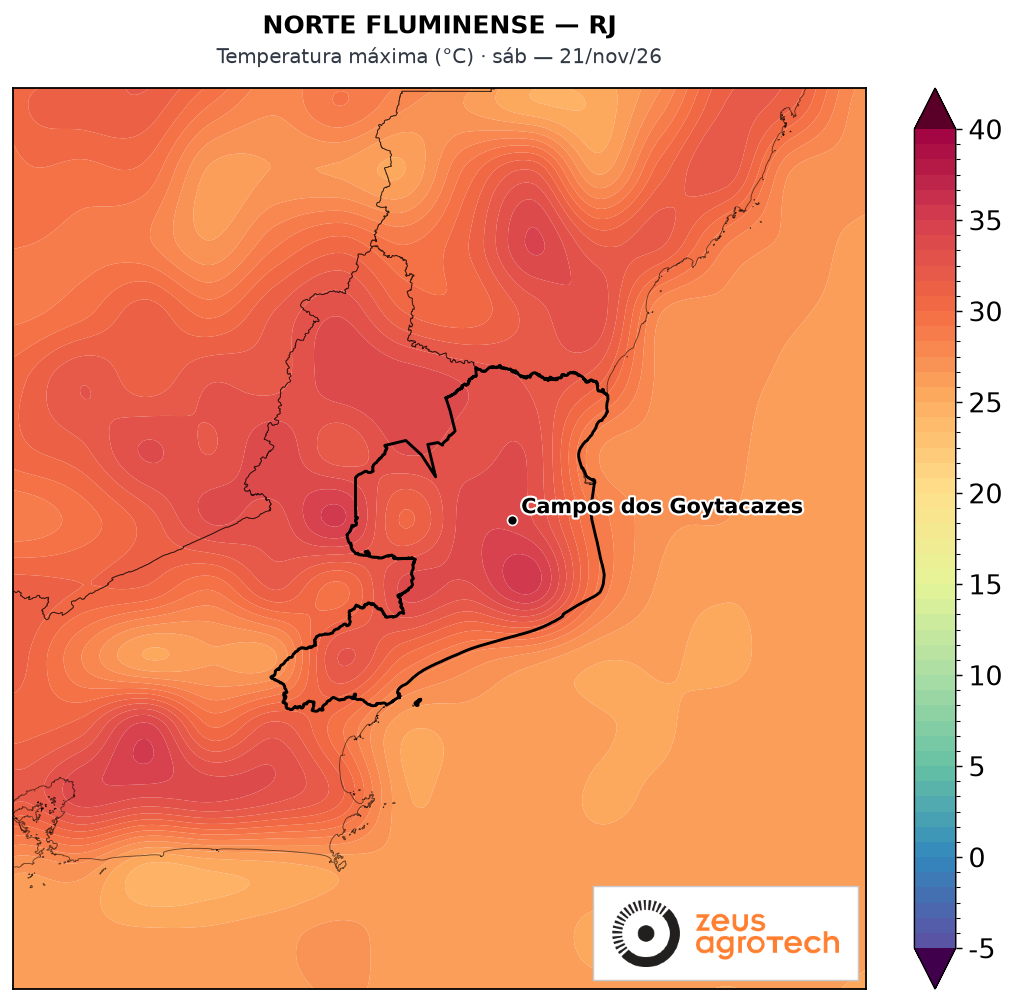 NORTE FLUMINENSE — RJ
Temperatura máxima (°C) · sáb — 21/nov/26
40
35
30
25
20
15
10
5
0
-5
Campos dos Goytacazes
zeus
agrotech